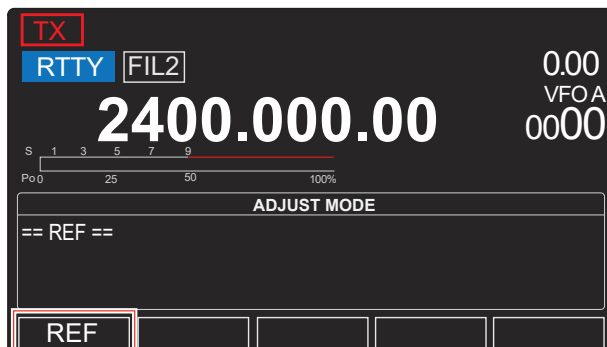 TX
RTTY FIL2 0.00
VFO A
2400.000.00 0000
S 1 3 5 7 9
Po 0 25 50 100%
ADJUST MODE
== REF ==
REF